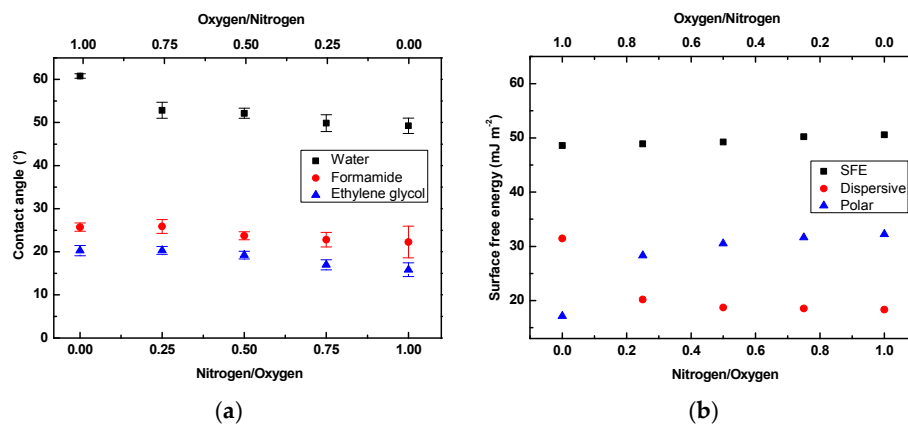 Oxygen/Nitrogen
1.00 0.75 0.50 0.25 0.00
Contact angle (°)
60
50
40
30
20
10
0
Water
Formamide
Ethylene glycol
0.00 0.25 0.50 0.75 1.00
Nitrogen/Oxygen
(a)
Oxygen/Nitrogen
1.0 0.8 0.6 0.4 0.2 0.0
Surface free energy (mJ m⁻²)
60
50
40
30
20
SFE
Dispersive
Polar
0.0 0.2 0.4 0.6 0.8 1.0
Nitrogen/Oxygen
(b)